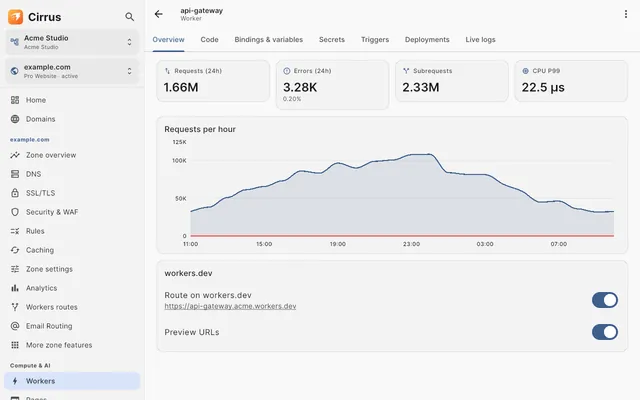 Cirrus
Acme Studio
Acme Studio
example.com
Pro Website · active
Home
Domains
example.com
Zone overview
DNS
SSL/TLS
Security & WAF
Rules
Caching
Zone settings
Analytics
Workers routes
Email Routing
More zone features
Compute & AI
Workers
Pages
api-gateway
Worker
Overview Code Bindings & variables Secrets Triggers Deployments Live logs
Requests (24h)
1.66M
Errors (24h)
3.28K
0.20%
Subrequests
2.33M
CPU P99
22.5 µs
Requests per hour
125K
100K
50K
0
11:00 15:00 19:00 23:00 03:00 07:00
workers.dev
Route on workers.dev
https://api-gateway.acme.workers.dev
Preview URLs